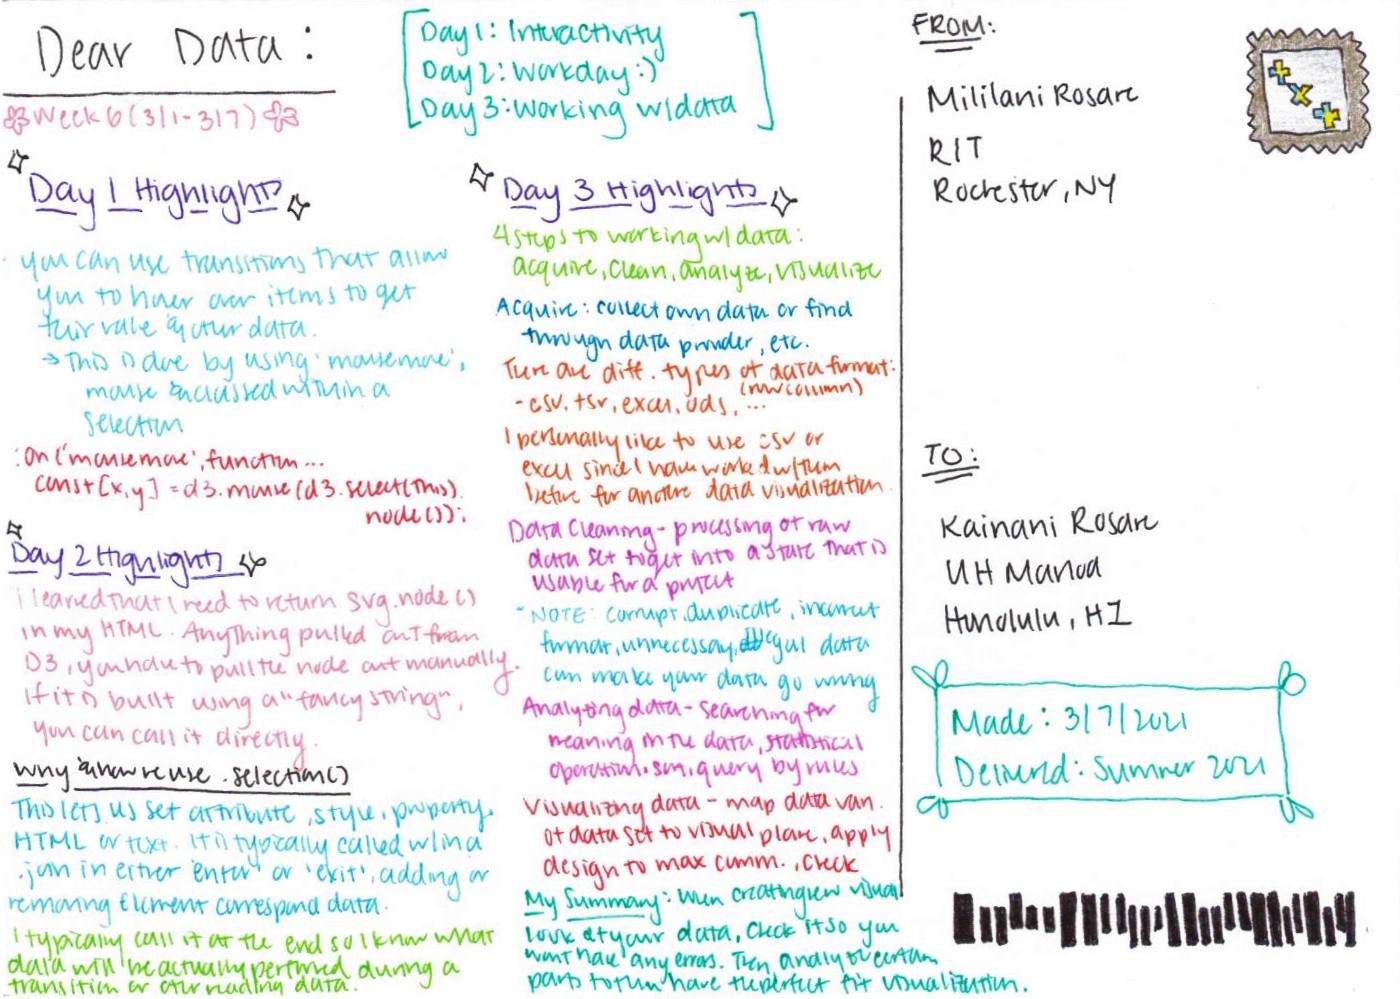 Dear Data:
Week 6 (3/1-3/7)
Day 1: Interactivity
Day 2: Workday :)
Day 3: Working w/data
Day 1 Highlights
· you can use transitions that allow
you to hover over items to get
their value & other data.
→ This is done by using 'mousemove',
mouse enclosed within a
selection
.on('mousemove', function...
const [x,y] = d3.mouse(d3.select(this).
node());
Day 2 Highlights
I learned that I need to return svg.node()
in my HTML. Anything pulled out from
D3, you have to pull the node out manually.
If it is built using a "fancy string",
you can call it directly.
Why & how we use .selection()
This lets us set attribute, style, property,
HTML or text. It is typically called w/in a
.join in either 'enter' or 'exit', adding or
removing element correspond data.
I typically call it at the end so I know what
data will be actually performed during a
transition or other reading data.
Day 3 Highlights
4 steps to working w/ data:
acquire, clean, analyze, visualize
Acquire: collect own data or find
through data provider, etc.
There are diff. types of data format:
(row column)
- csv, tsv, excel, ods, ...
I personally like to use csv or
excel since I have worked w/ them
before for another data visualization.
Data Cleaning - processing of raw
data set to get into a state that is
usable for a project
NOTE: corrupt, duplicate, incorrect
format, unnecessary, illegal data
can make your data go wrong
Analyzing data - searching for
meaning in the data, statistical
operation, query by rules
Visualizing data - map data var.
of data set to visual plane, apply
design to max comm., check
My Summary: When creating new visual
look at your data, check it so you
wont have any errors. Then analyze certain
parts to then have the perfect fit visualization.
FROM:
Mililani Rosare
RIT
Rochester, NY
TO:
Kainani Rosare
UH Manoa
Honolulu, HI
Made: 3/7/2021
Delivered: Summer 2021